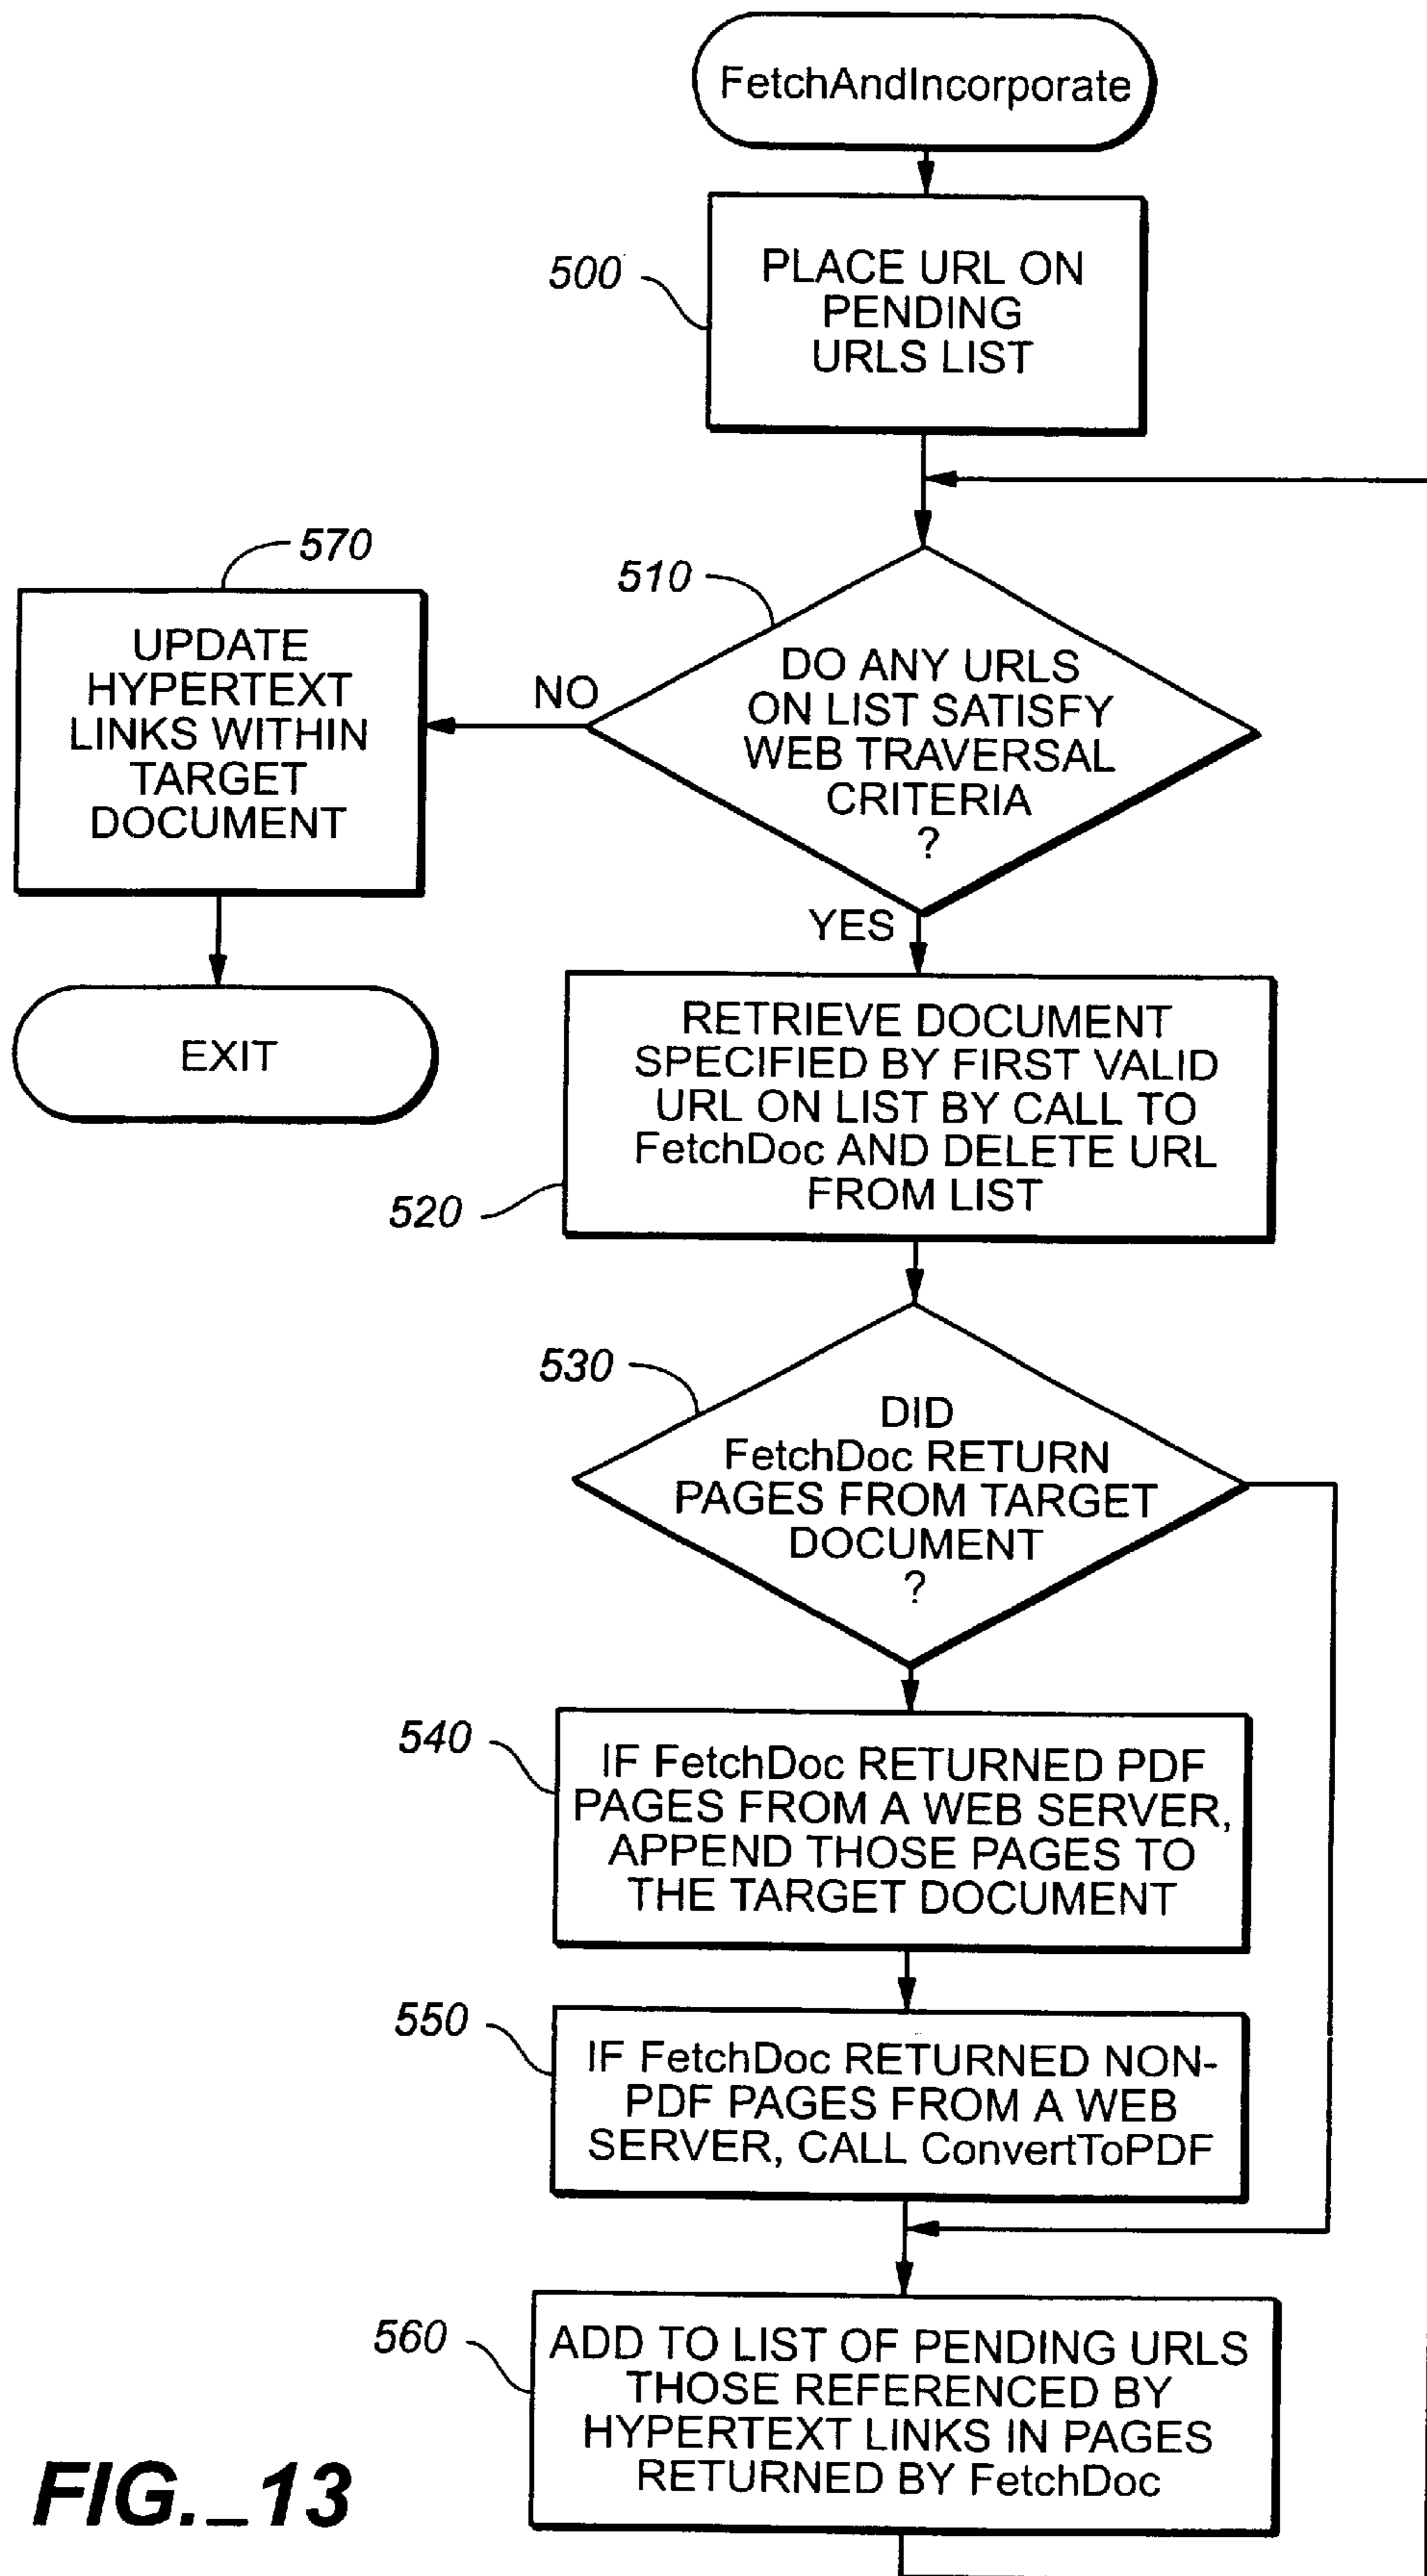 FetchAndIncorporate
500
PLACE URL ON
PENDING
URLS LIST
570
UPDATE
HYPERTEXT
LINKS WITHIN
TARGET
DOCUMENT
NO
510
DO ANY URLS
ON LIST SATISFY
WEB TRAVERSAL
CRITERIA
?
YES
EXIT
RETRIEVE DOCUMENT
SPECIFIED BY FIRST VALID
URL ON LIST BY CALL TO
FetchDoc AND DELETE URL
FROM LIST
520
530
DID
FetchDoc RETURN
PAGES FROM TARGET
DOCUMENT
?
540
IF FetchDoc RETURNED PDF
PAGES FROM A WEB SERVER,
APPEND THOSE PAGES TO
THE TARGET DOCUMENT
550
IF FetchDoc RETURNED NON-
PDF PAGES FROM A WEB
SERVER, CALL ConvertToPDF
560
ADD TO LIST OF PENDING URLS
THOSE REFERENCED BY
HYPERTEXT LINKS IN PAGES
RETURNED BY FetchDoc
FIG._13